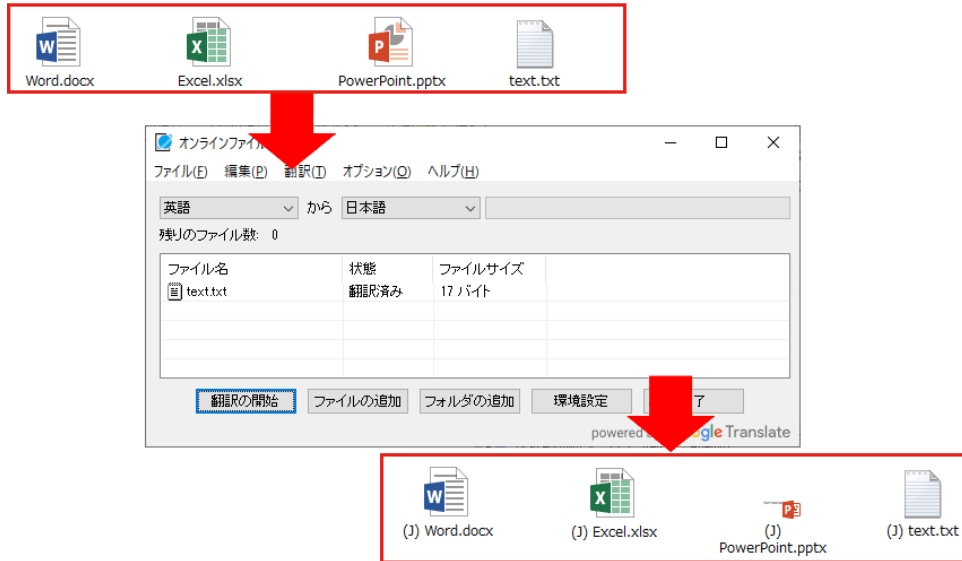 Word.docx Excel.xlsx PowerPoint.pptx text.txt
オンラインファイル
ファイル(F) 編集(P) 翻訳(T) オプション(O) ヘルプ(H)
英語 から 日本語
残りのファイル数: 0
ファイル名 状態 ファイルサイズ
text.txt 翻訳済み 17 バイト
翻訳の開始 ファイルの追加 フォルダの追加 環境設定 了
powered gle Translate
(J) Word.docx (J) Excel.xlsx (J) PowerPoint.pptx (J) text.txt